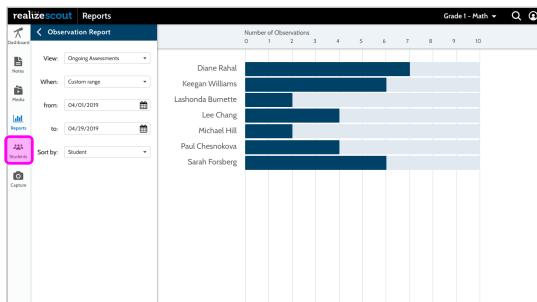 realizescout Reports Grade 1 - Math
Dashboard
Notes
Media
Reports
Students
Capture
Observation Report
View: Ongoing Assessments
When: Custom range
from: 04/01/2019
to: 04/29/2019
Sort by: Student
Number of Observations
0 1 2 3 4 5 6 7 8 9 10
Diane Rahal
Keegan Williams
Lashonda Burnette
Lee Chang
Michael Hill
Paul Chesnokova
Sarah Forsberg